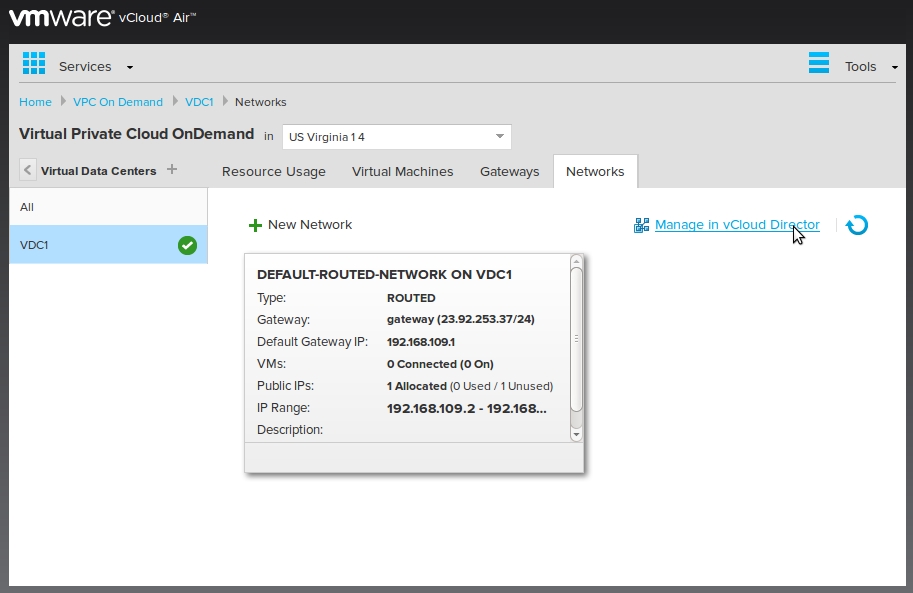 vmware® vCloud® Air™
Services
Tools
Home VPC On Demand VDC1 Networks
Virtual Private Cloud OnDemand in US Virginia 1 4
Virtual Data Centers +
Resource Usage Virtual Machines Gateways Networks
All
VDC1
New Network
Manage in vCloud Director
DEFAULT-ROUTED-NETWORK ON VDC1
Type: ROUTED
Gateway: gateway (23.92.253.37/24)
Default Gateway IP: 192.168.109.1
VMs: 0 Connected (0 On)
Public IPs: 1 Allocated (0 Used / 1 Unused)
IP Range: 192.168.109.2 - 192.168...
Description: